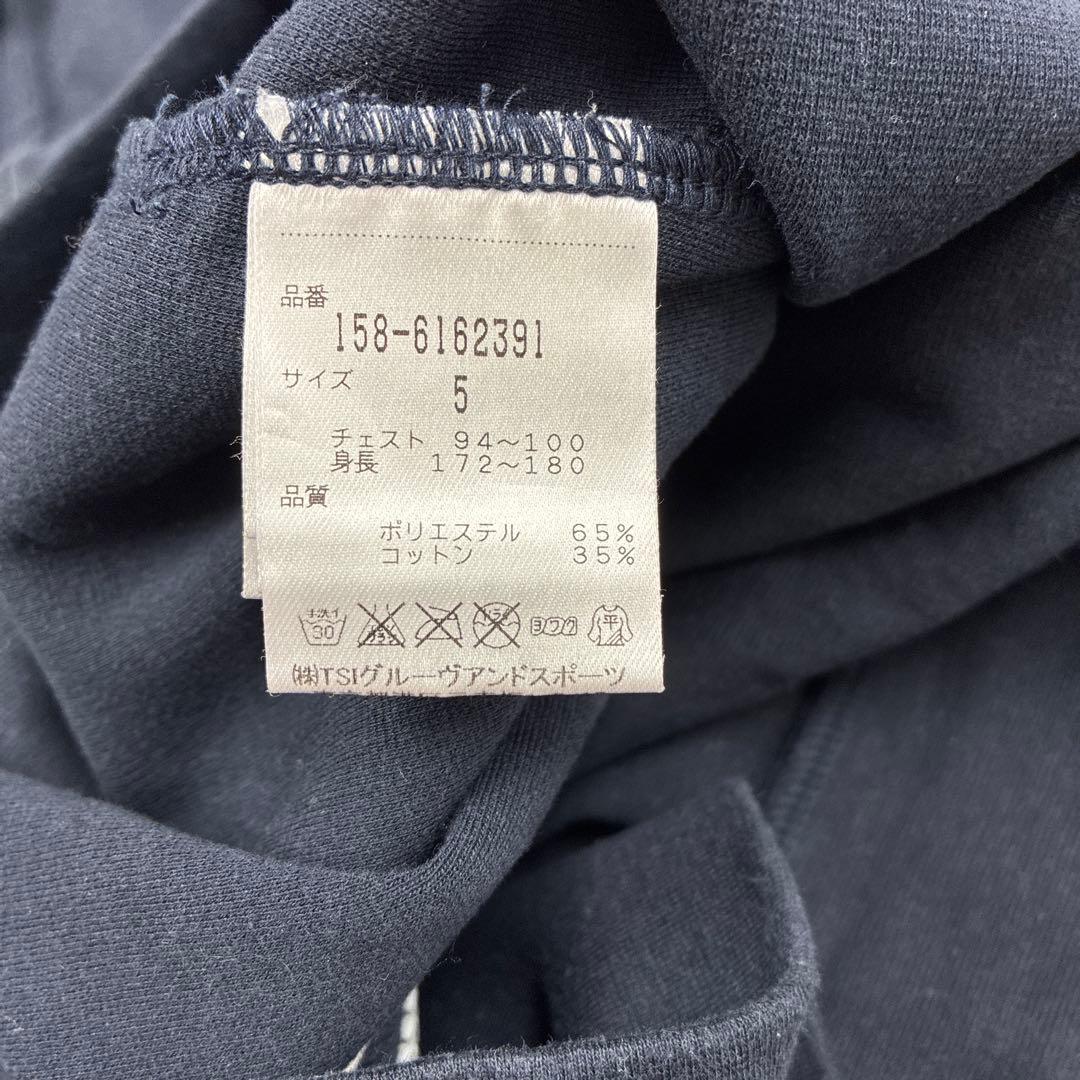 品番
158-6162391
サイズ
5
チェスト 94〜100
身長 172〜180
品質
ポリエステル 65%
コットン 35%
手洗イ 30 ヨワク 平
㈱TSIグルーヴアンドスポーツ